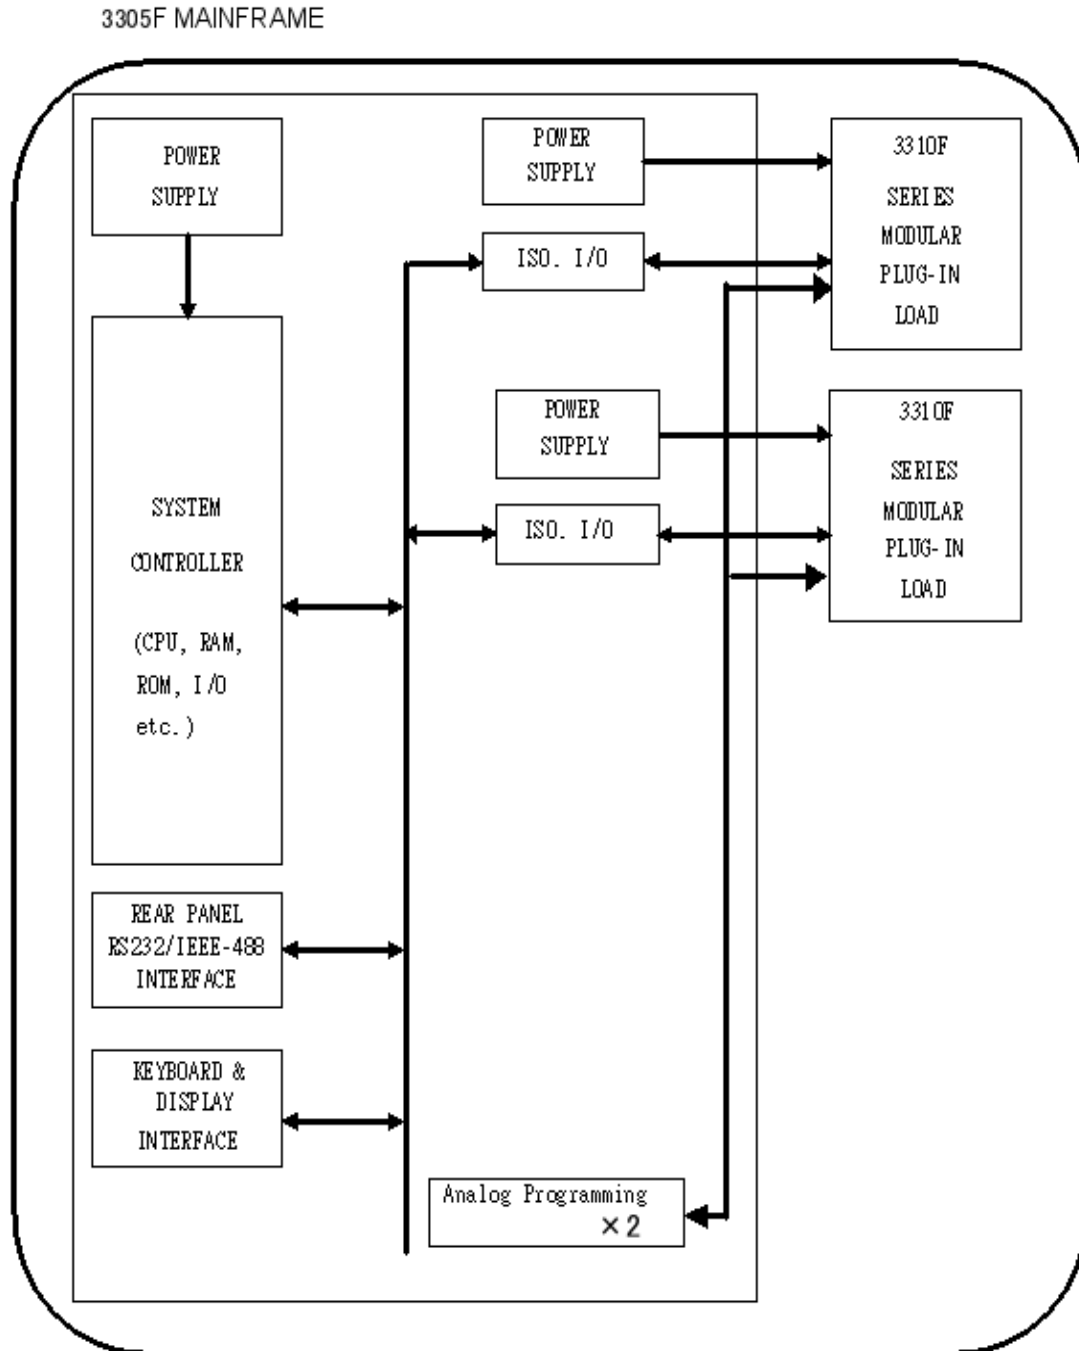 3305F MAINFRAME
POWER
SUPPLY
SYSTEM
CONTROLLER
(CPU, RAM,
ROM, I/O
etc.)
REAR PANEL
RS232/IEEE-488
INTERFACE
KEYBOARD &
DISPLAY
INTERFACE
POWER
SUPPLY
ISO. I/O
POWER
SUPPLY
ISO. I/O
Analog Programming
×2
3310F
SERIES
MODULAR
PLUG-IN
LOAD
3310F
SERIES
MODULAR
PLUG-IN
LOAD